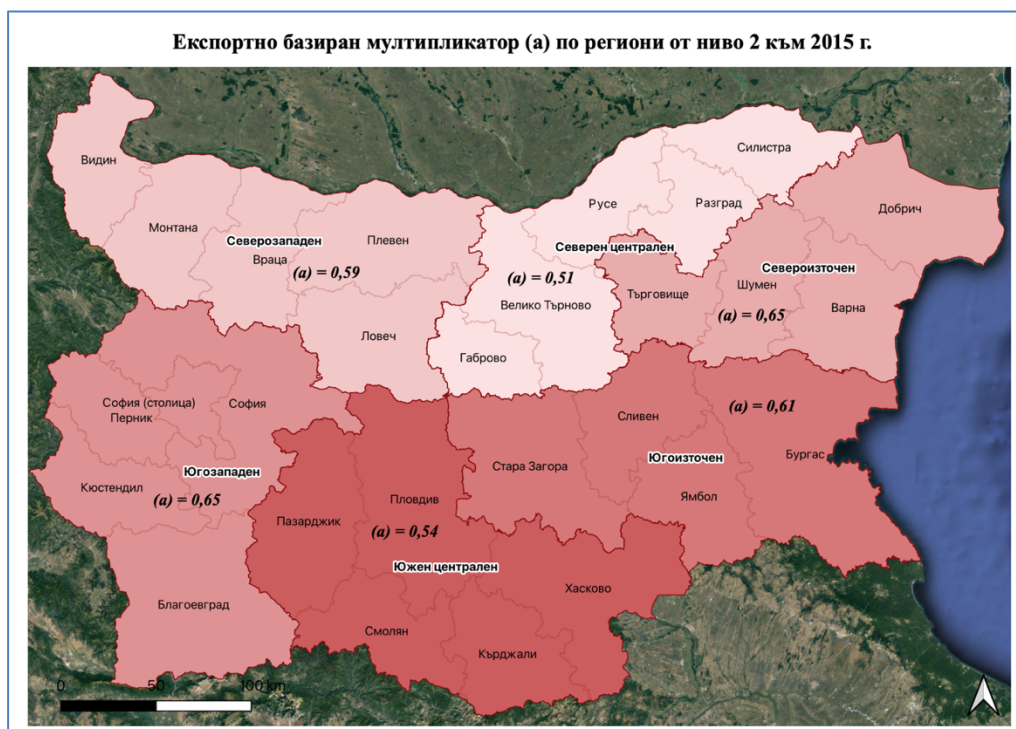 Експортно базиран мултипликатор (а) по региони от ниво 2 към 2015 г.
Видин
Силистра
Русе
Разград
Добрич
Монтана
Плевен
Северозападен
Враца
Северен централен
(а) = 0,59
(а) = 0,51
Североизточен
Търговище
Шумен
Велико Търново
Варна
(а) = 0,65
Ловеч
Габрово
София (столица)
София
Перник
Сливен
(а) = 0,61
Бургас
Стара Загора
Югоизточен
Югозападен
Кюстендил
(а) = 0,65
Ямбол
Пловдив
Пазарджик
(а) = 0,54
Южен централен
Хасково
Благоевград
Смолян
Кърджали
0 50 100 km